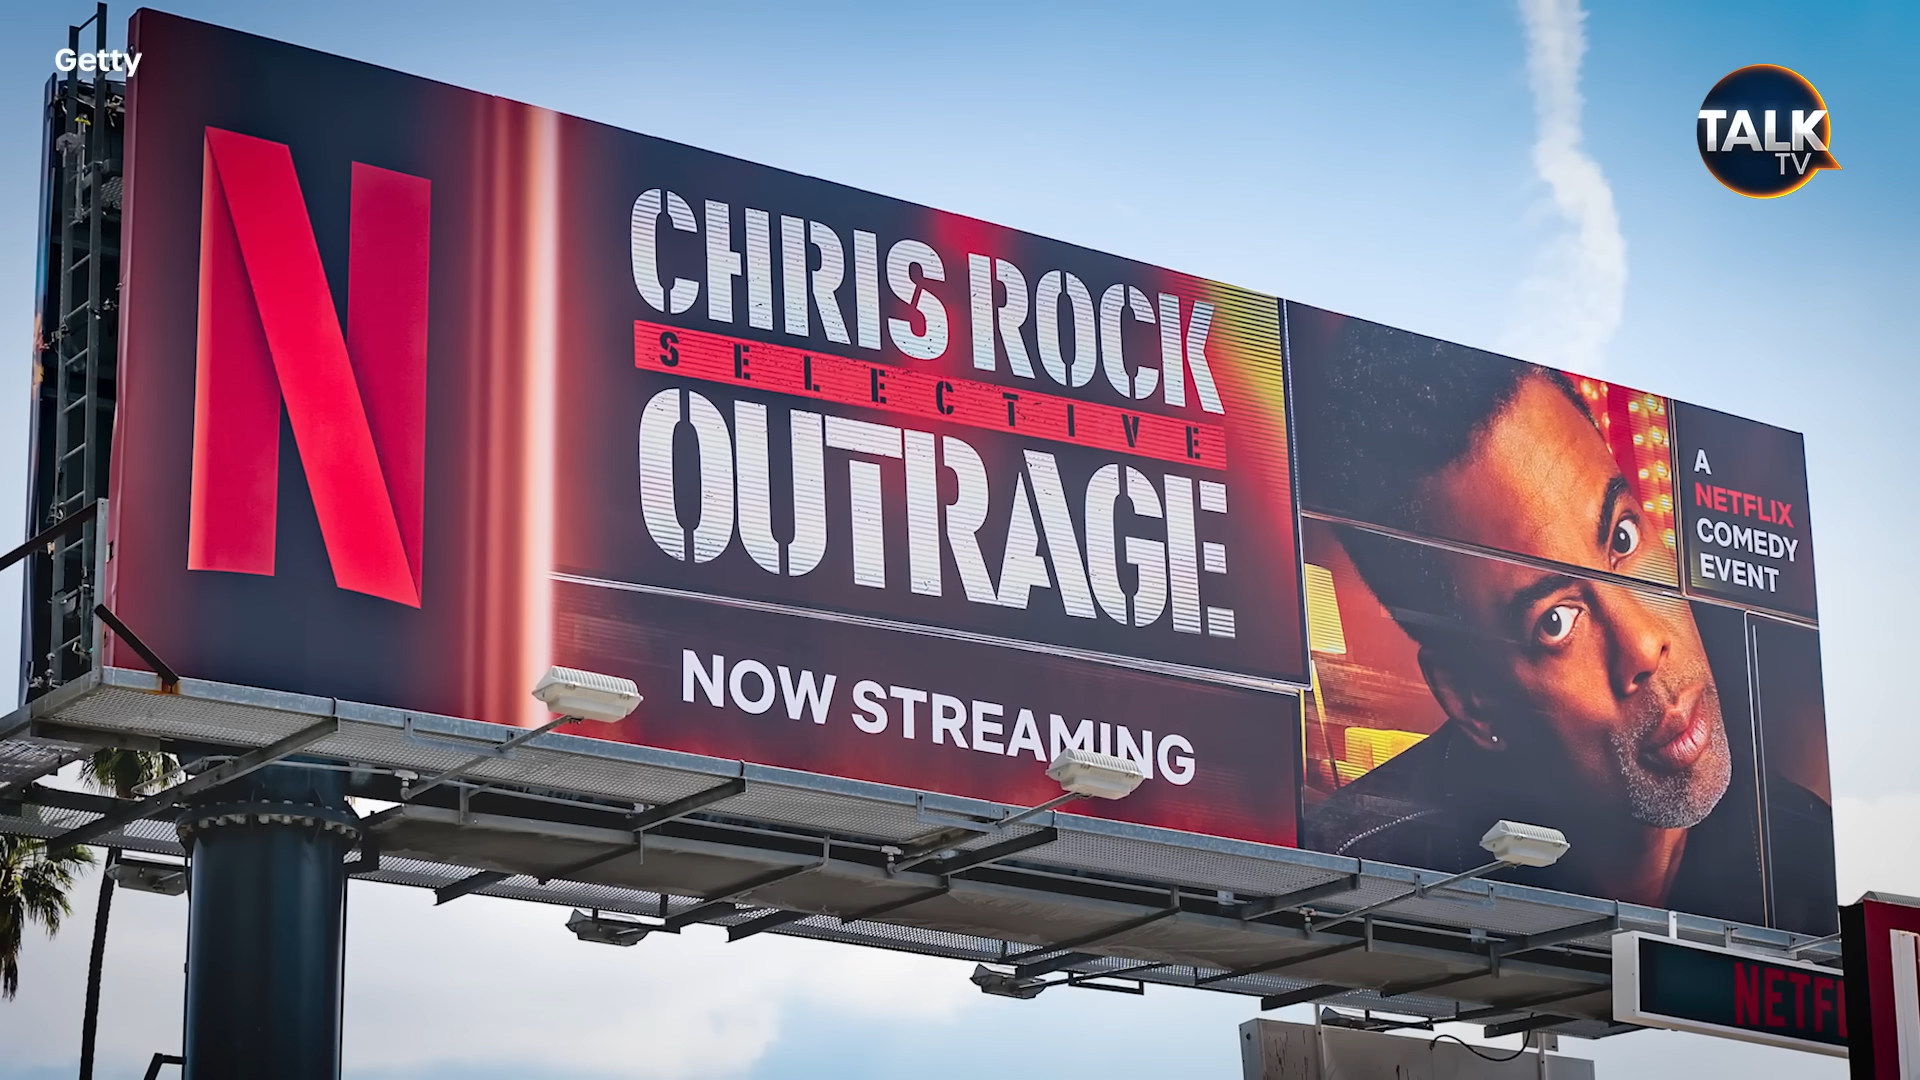 Getty
TALK
TV
N
CHRIS ROCK
SELECTIVE
OUTRAGE
NOW STREAMING
A
NETFLIX
COMEDY
EVENT